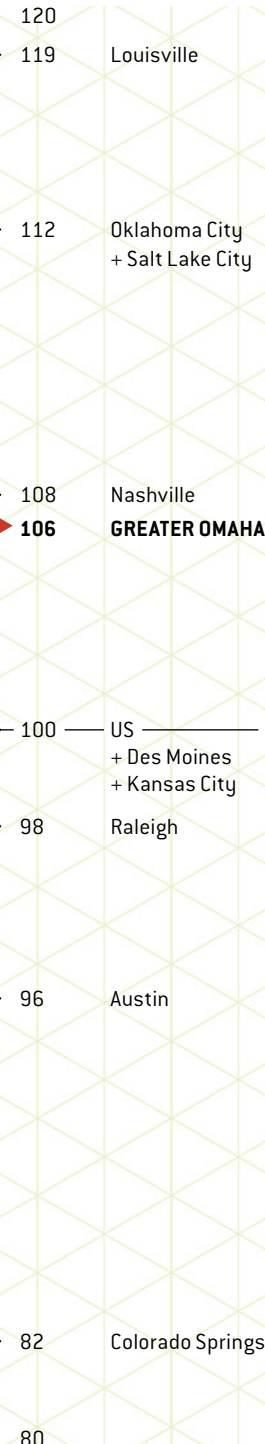 120
119 Louisville
112 Oklahoma City
+ Salt Lake City
108 Nashville
106 GREATER OMAHA
100 US
+ Des Moines
+ Kansas City
98 Raleigh
96 Austin
82 Colorado Springs
80